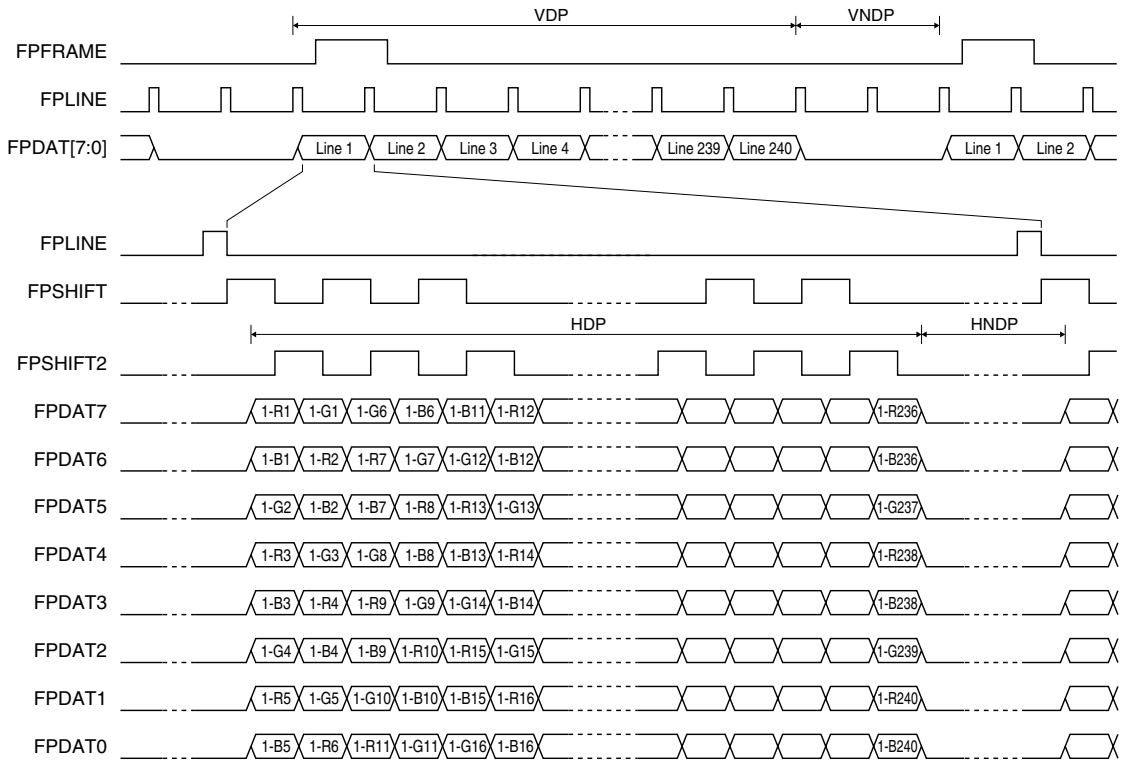 VDP VNDP
FPFRAME
FPLINE
FPDAT[7:0] Line 1 Line 2 Line 3 Line 4 Line 239 Line 240 Line 1 Line 2
FPLINE
FPSHIFT
HDP HNDP
FPSHIFT2
FPDAT7 1-R1 1-G1 1-G6 1-B6 1-B11 1-R12 1-R236
FPDAT6 1-B1 1-R2 1-R7 1-G7 1-G12 1-B12 1-B236
FPDAT5 1-G2 1-B2 1-B7 1-R8 1-R13 1-G13 1-G237
FPDAT4 1-R3 1-G3 1-G8 1-B8 1-B13 1-R14 1-R238
FPDAT3 1-B3 1-R4 1-R9 1-G9 1-G14 1-B14 1-B238
FPDAT2 1-G4 1-B4 1-B9 1-R10 1-R15 1-G15 1-G239
FPDAT1 1-R5 1-G5 1-G10 1-B10 1-B15 1-R16 1-R240
FPDAT0 1-B5 1-R6 1-R11 1-G11 1-G16 1-B16 1-B240